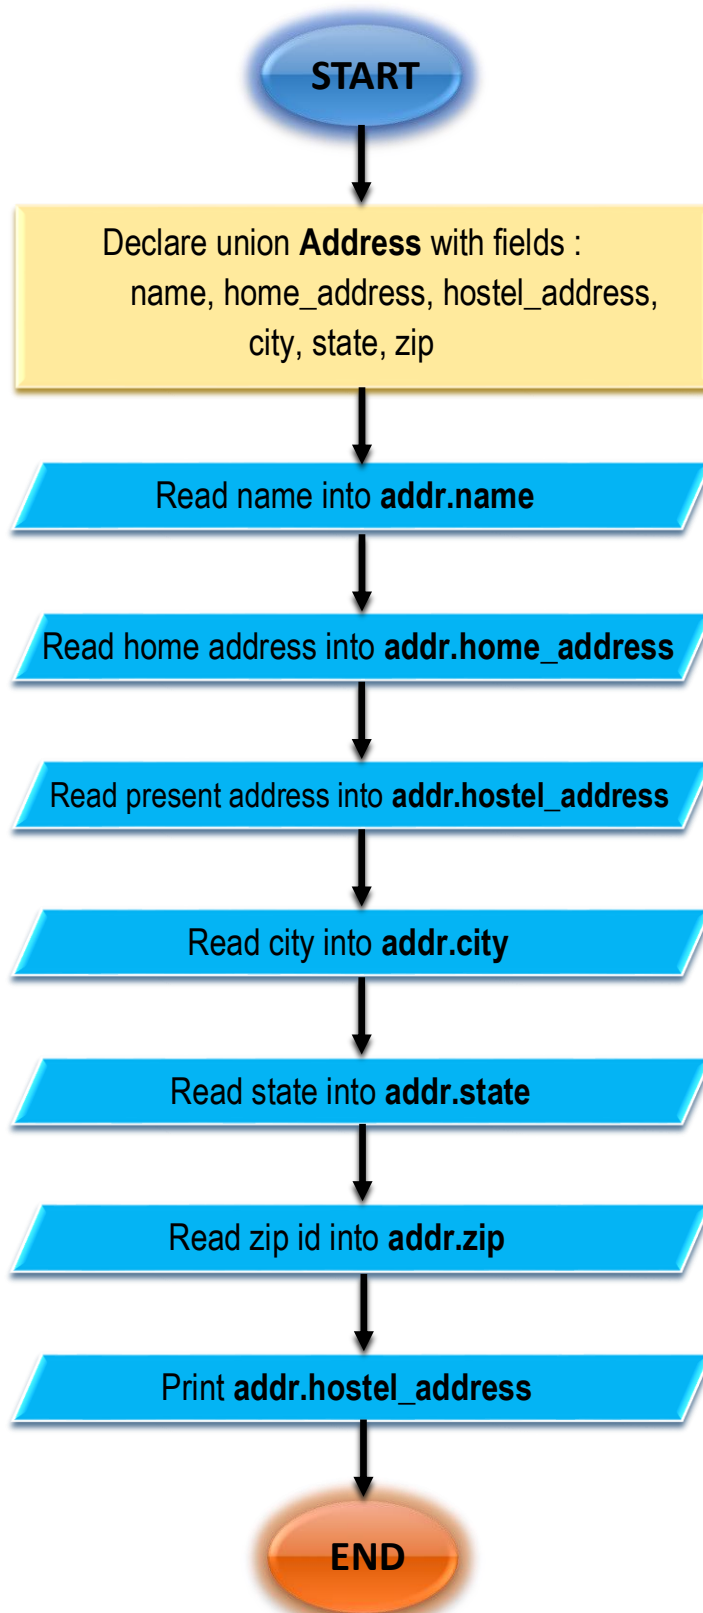 START
Declare union Address with fields :
name, home_address, hostel_address,
city, state, zip
Read name into addr.name
Read home address into addr.home_address
Read present address into addr.hostel_address
Read city into addr.city
Read state into addr.state
Read zip id into addr.zip
Print addr.hostel_address
END